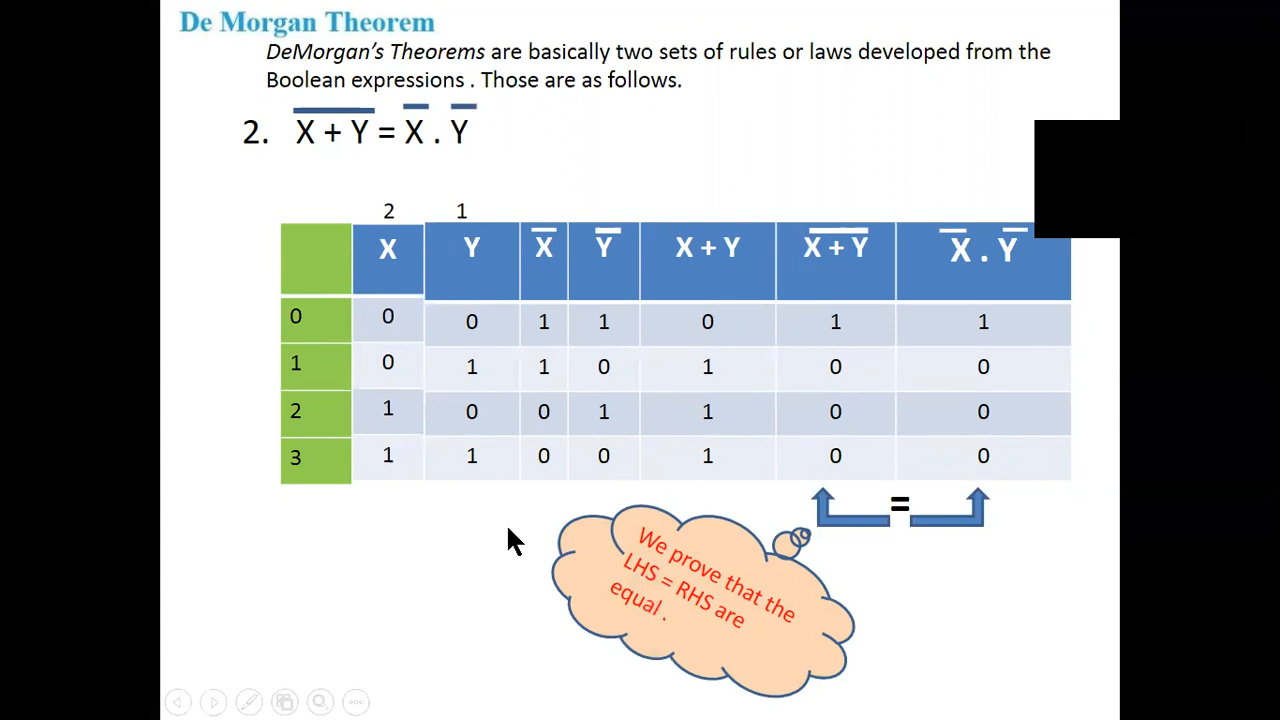 De Morgan Theorem
DeMorgan's Theorems are basically two sets of rules or laws developed from the
Boolean expressions . Those are as follows.
2. X̅ ̅+̅ ̅Y̅ = X̅ . Y̅
2 1
X Y X̅ Y̅ X + Y X̅ ̅+̅ ̅Y̅ X̅ . Y̅
0 0 0 1 1 0 1 1
1 0 1 1 0 1 0 0
2 1 0 0 1 1 0 0
3 1 1 0 0 1 0 0
=
We prove that the
LHS = RHS are
equal .